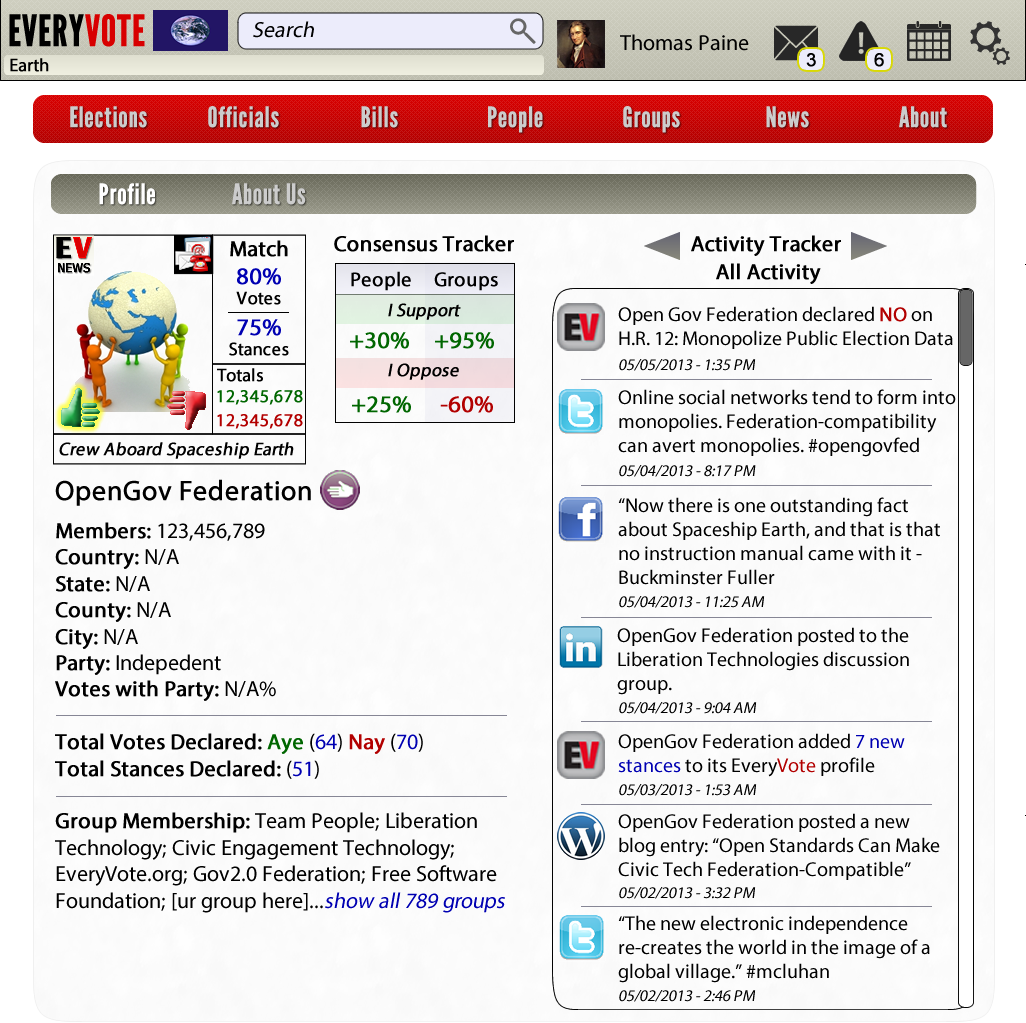 EVERYVOTE
Search
Thomas Paine
3
6
Earth
Elections Officials Bills People Groups News About
Profile About Us
EV
NEWS
Match
80%
Votes
75%
Stances
Totals
12,345,678
12,345,678
Crew Aboard Spaceship Earth
Consensus Tracker
People Groups
I Support
+30% +95%
I Oppose
+25% -60%
OpenGov Federation
Members: 123,456,789
Country: N/A
State: N/A
County: N/A
City: N/A
Party: Indepedent
Votes with Party: N/A%
Total Votes Declared: Aye (64) Nay (70)
Total Stances Declared: (51)
Group Membership: Team People; Liberation
Technology; Civic Engagement Technology;
EveryVote.org; Gov2.0 Federation; Free Software
Foundation; [ur group here]...show all 789 groups
Activity Tracker
All Activity
EV
Open Gov Federation declared NO on
H.R. 12: Monopolize Public Election Data
05/05/2013 - 1:35 PM
Online social networks tend to form into
monopolies. Federation-compatibility
can avert monopolies. #opengovfed
05/04/2013 - 8:17 PM
“Now there is one outstanding fact
about Spaceship Earth, and that is that
no instruction manual came with it -
Buckminster Fuller
05/04/2013 - 11:25 AM
in
OpenGov Federation posted to the
Liberation Technologies discussion
group.
05/04/2013 - 9:04 AM
EV
OpenGov Federation added 7 new
stances to its EveryVote profile
05/03/2013 - 1:53 AM
OpenGov Federation posted a new
blog entry: “Open Standards Can Make
Civic Tech Federation-Compatible”
05/02/2013 - 3:32 PM
“The new electronic independence
re-creates the world in the image of a
global village.” #mcluhan
05/02/2013 - 2:46 PM